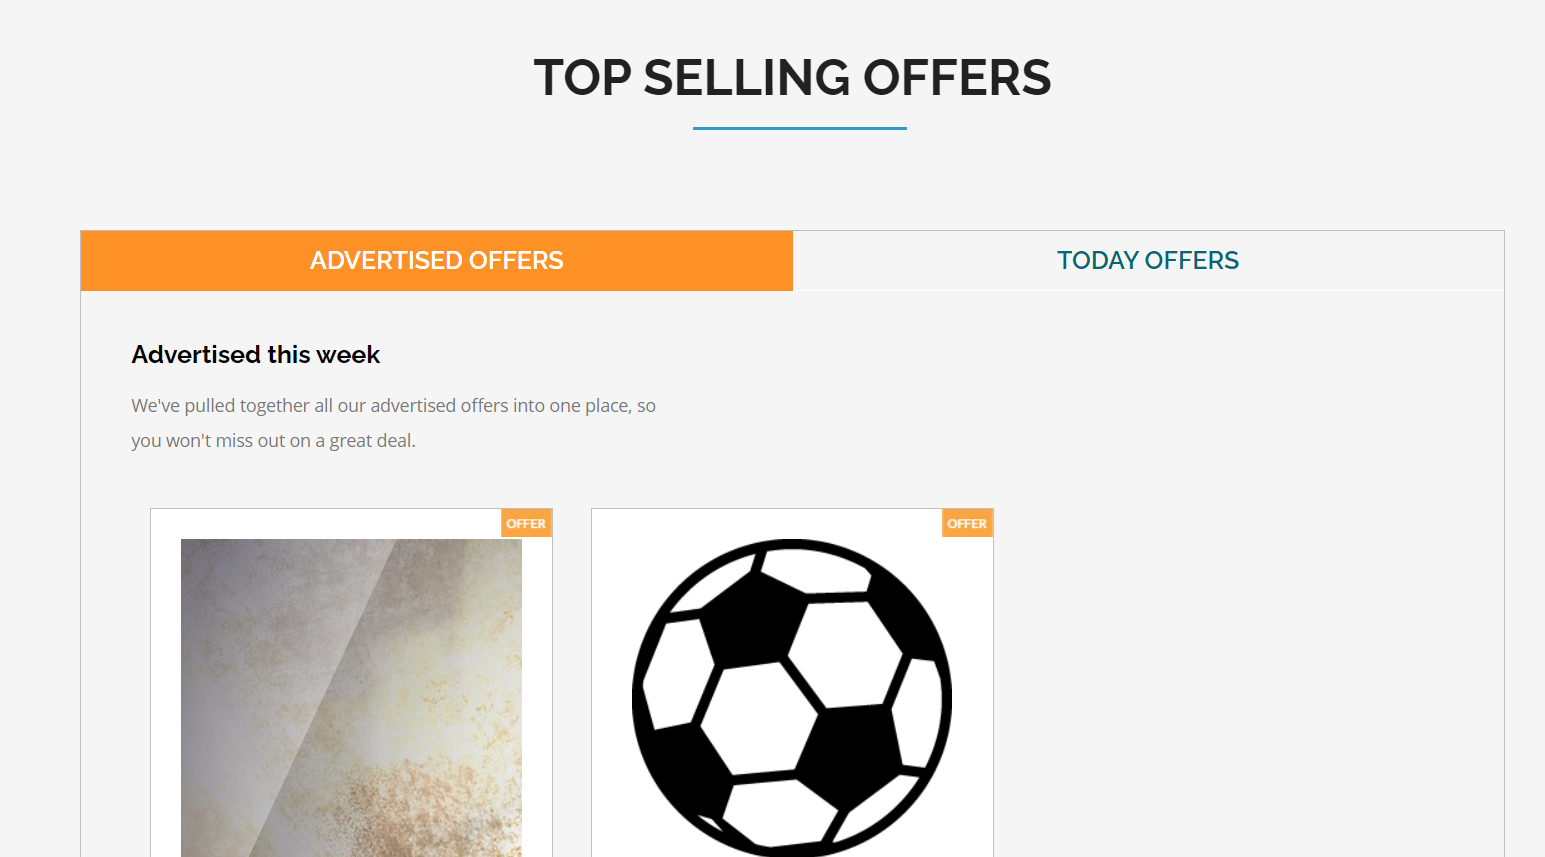 TOP SELLING OFFERS
ADVERTISED OFFERS
TODAY OFFERS
Advertised this week
We've pulled together all our advertised offers into one place, so
you won't miss out on a great deal.
OFFER
OFFER